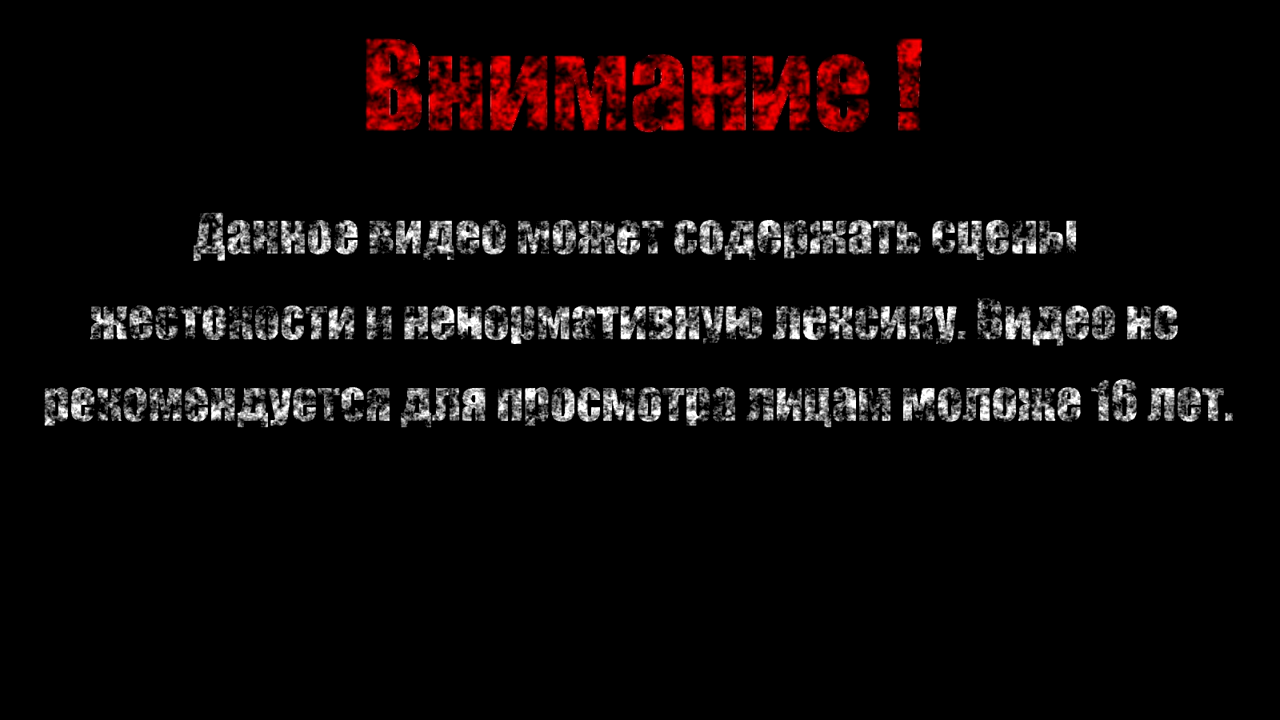 Внимание !
Данное видео может содержать сцены
жестокости и ненормативную лексику. Видео не
рекомендуется для просмотра лицам моложе 16 лет.